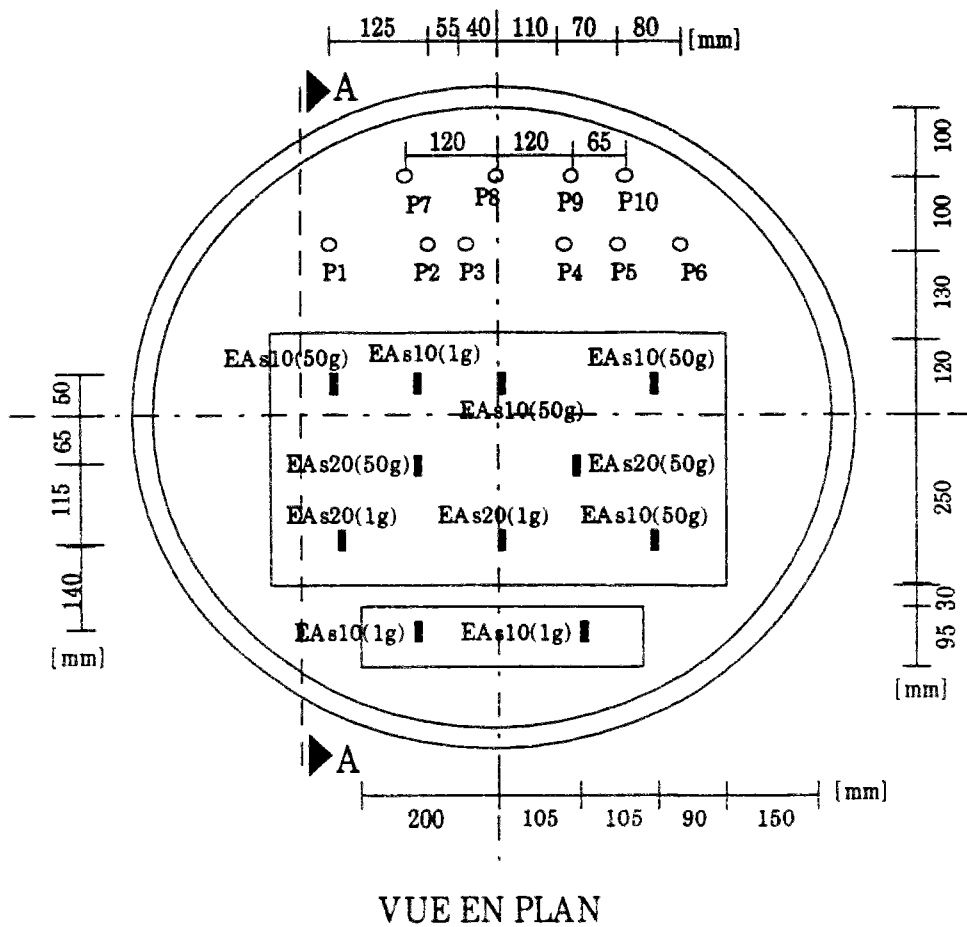 125 55 40 110 70 80 [mm]
A
120 120 65
P7 P8 P9 P10
P1 P2 P3 P4 P5 P6
100
100
130
120
250
30
95
[mm]
50
65
115
140
[mm]
EAs10(50g) EAs10(1g) EAs10(50g)
EAs10(50g)
EAs20(50g) EAs20(50g)
EAs20(1g) EAs20(1g) EAs10(50g)
EAs10(1g) EAs10(1g)
A
[mm]
200 105 105 90 150
VUE EN PLAN